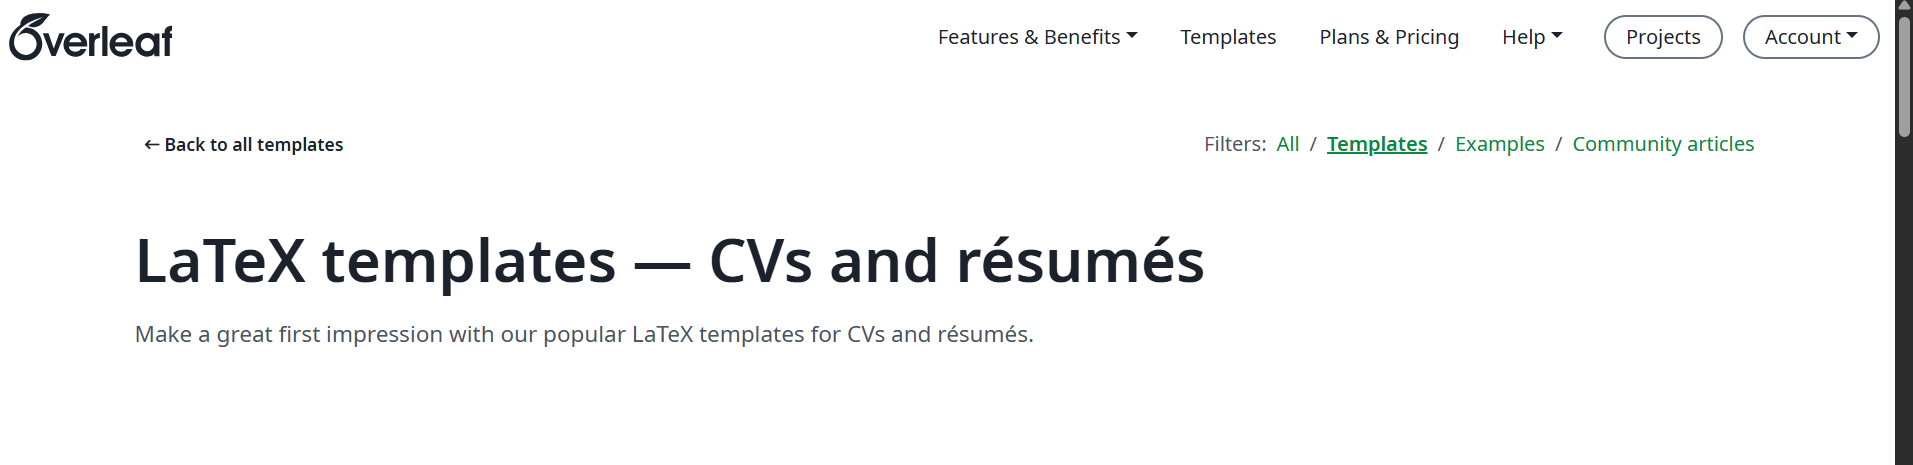 Overleaf
Features & Benefits Templates Plans & Pricing Help Projects Account
← Back to all templates
Filters: All / Templates / Examples / Community articles
LaTeX templates — CVs and résumés
Make a great first impression with our popular LaTeX templates for CVs and résumés.